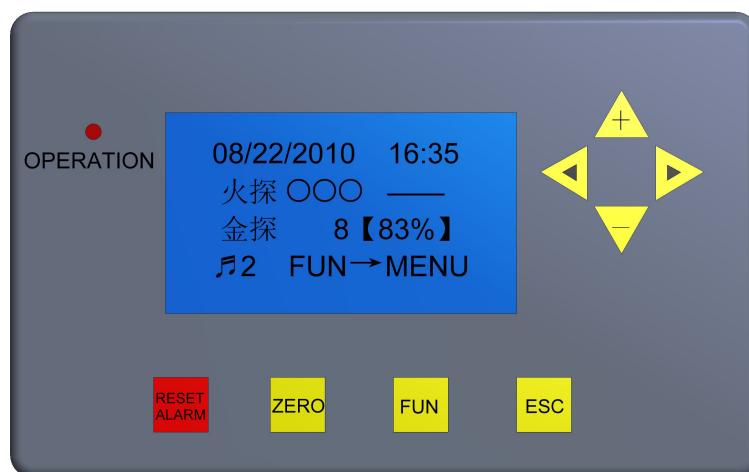 OPERATION
08/22/2010 16:35
火探 〇〇〇 ——
金探 8【83%】
♬2 FUN→MENU
+
−
RESET ALARM
ZERO
FUN
ESC